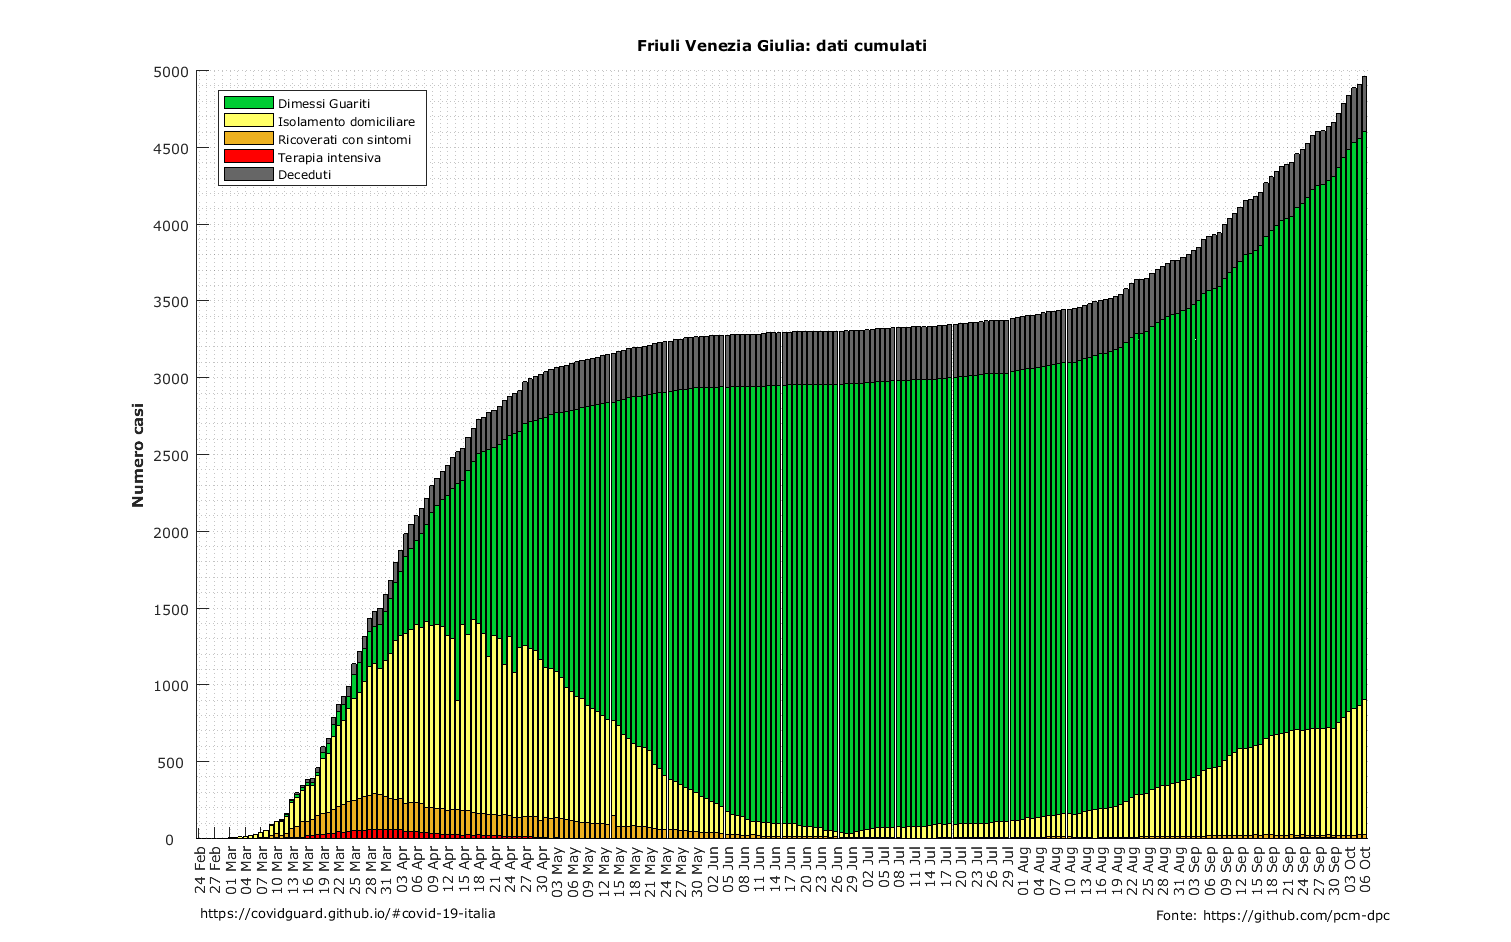 Friuli Venezia Giulia: dati cumulati
5000
4500
4000
3500
3000
2500
2000
1500
1000
500
0
Numero casi
Dimessi Guariti
Isolamento domiciliare
Ricoverati con sintomi
Terapia intensiva
Deceduti
24 Feb
27 Feb
01 Mar
04 Mar
07 Mar
10 Mar
13 Mar
16 Mar
19 Mar
22 Mar
25 Mar
28 Mar
31 Mar
03 Apr
06 Apr
09 Apr
12 Apr
15 Apr
18 Apr
21 Apr
24 Apr
27 Apr
30 Apr
03 May
06 May
09 May
12 May
15 May
18 May
21 May
24 May
27 May
30 May
02 Jun
05 Jun
08 Jun
11 Jun
14 Jun
17 Jun
20 Jun
23 Jun
26 Jun
29 Jun
02 Jul
05 Jul
08 Jul
11 Jul
14 Jul
17 Jul
20 Jul
23 Jul
26 Jul
29 Jul
01 Aug
04 Aug
07 Aug
10 Aug
13 Aug
16 Aug
19 Aug
22 Aug
25 Aug
28 Aug
31 Aug
03 Sep
06 Sep
09 Sep
12 Sep
15 Sep
18 Sep
21 Sep
24 Sep
27 Sep
30 Sep
03 Oct
06 Oct
https://covidguard.github.io/#covid-19-italia
Fonte: https://github.com/pcm-dpc